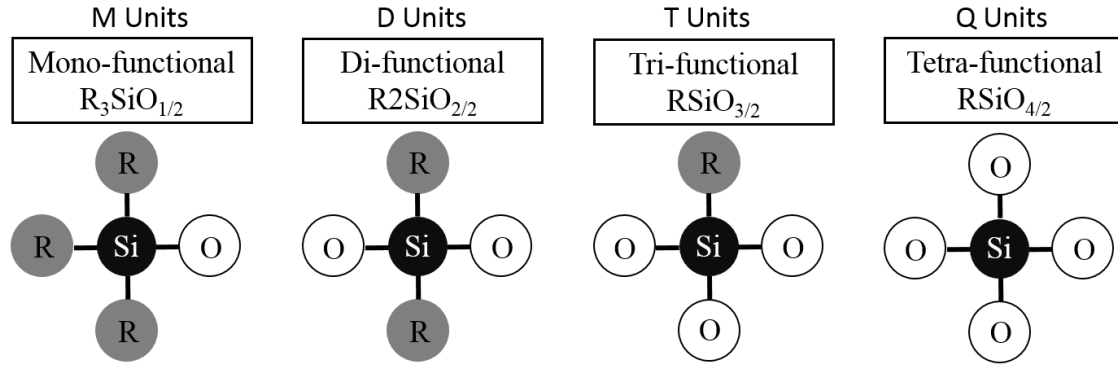 M Units
D Units
T Units
Q Units
Mono-functional
R₃SiO₁/₂
Di-functional
R2SiO₂/₂
Tri-functional
RSiO₃/₂
Tetra-functional
RSiO₄/₂
R
R
R
O
R Si O
O Si O
O Si O
O Si O
R
R
O
O